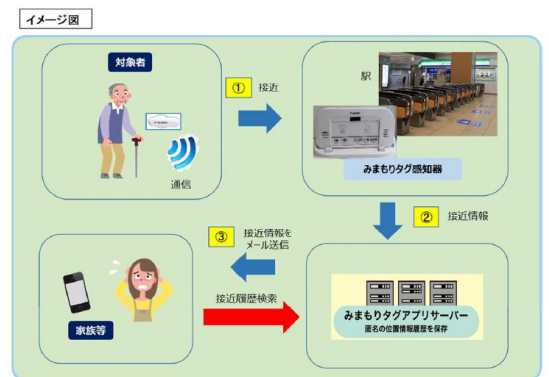 イメージ図
対象者
① 接近
駅
通信
みまもりタグ感知器
② 接近情報
③ 接近情報を
メール送信
接近履歴検索
家族等
みまもりタグアプリサーバー
匿名の位置情報履歴を保存